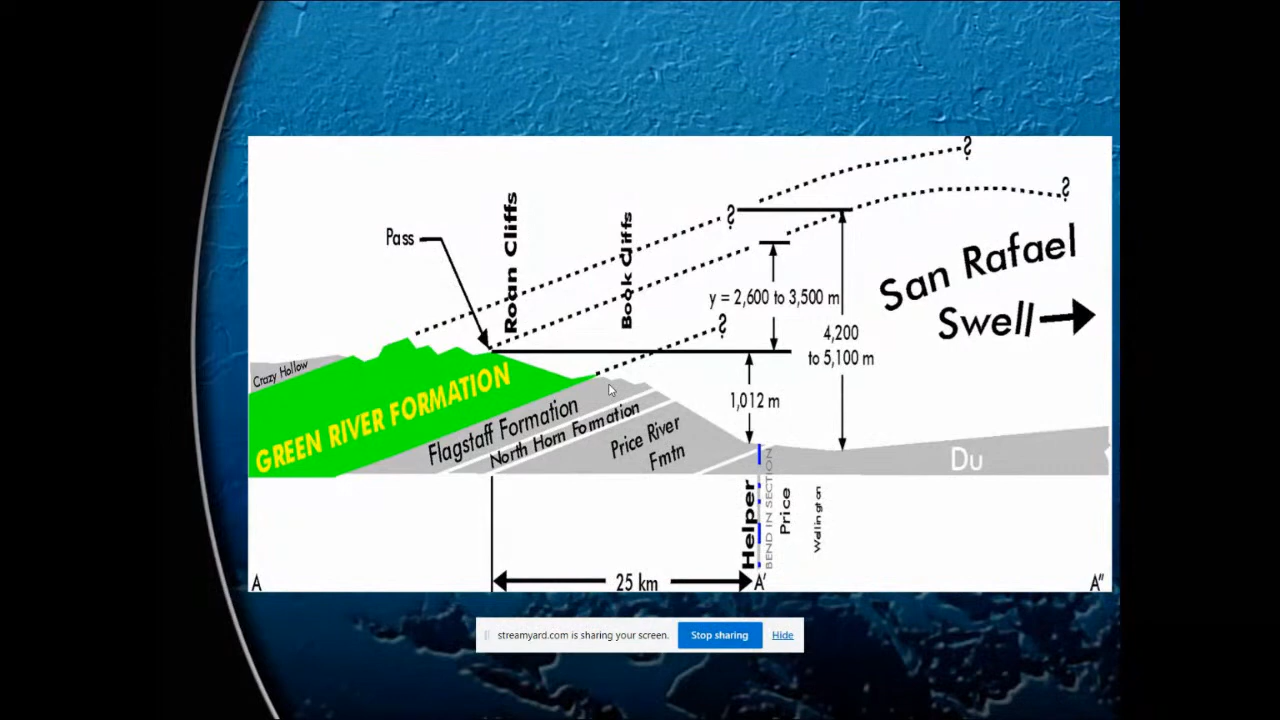 ?
?
?
Roan Cliffs
Book Cliffs
Pass
San Rafael
Swell
y = 2,600 to 3,500 m
?
4,200
to 5,100 m
Crazy Hollow
GREEN RIVER FORMATION
1,012 m
Flagstaff Formation
North Horn Formation
Price River
Fmtn
Du
Helper
BEND IN SECTION
Price
Wellington
25 km
A
A'
A"
streamyard.com is sharing your screen.
Stop sharing
Hide